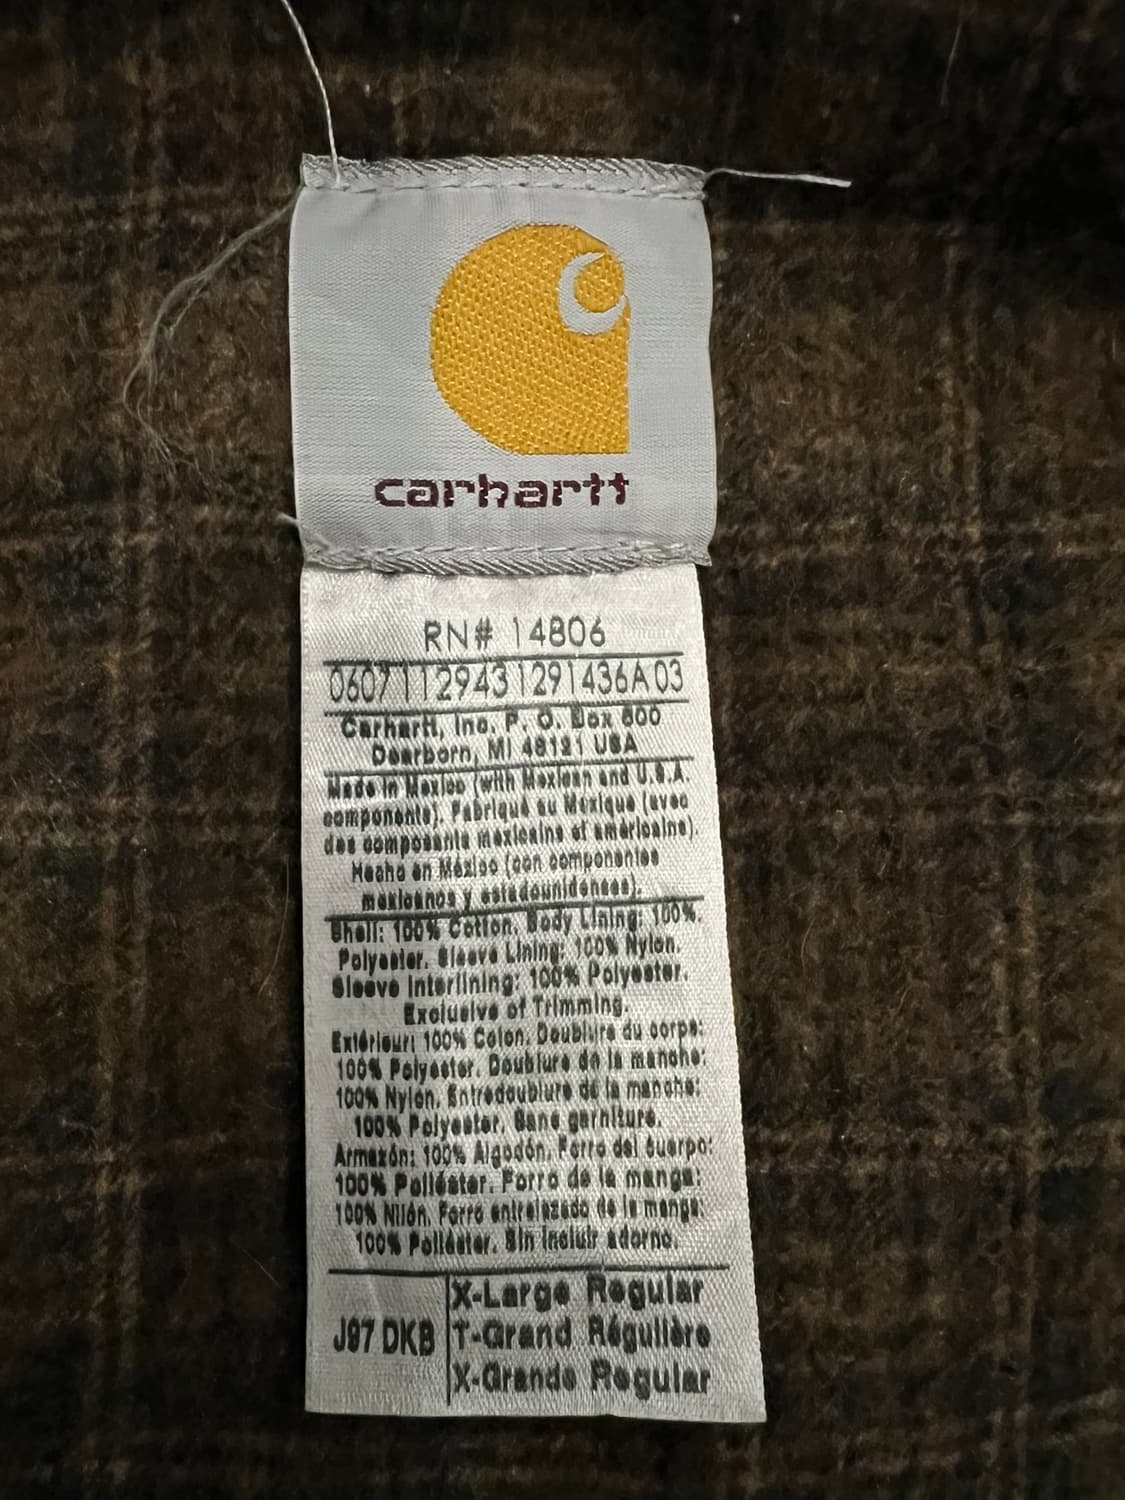 carhartt
RN# 14806
0607112943 1291436A 03
Carhartt, Inc. P. O. Box 600
Dearborn, MI 48121 USA
Made in Mexico (with Mexican and U.S.A.
components). Fabriqué au Mexique (avec
des composants mexicains et américains).
Hecho en México (con componentes
mexicanos y estadounidenses).
Shell: 100% Cotton. Body Lining: 100%.
Polyester. Sleeve Lining: 100% Nylon.
Sleeve Interlining: 100% Polyester.
Exclusive of Trimming.
Extérieur: 100% Coton. Doublure du corps:
100% Polyester. Doublure de la manche:
100% Nylon. Entredoublure de la manche:
100% Polyester. Sans garniture.
Armazón: 100% Algodón. Forro del cuerpo:
100% Poliéster. Forro de la manga:
100% Nilón. Forro entrelazado de la manga:
100% Poliéster. Sin incluir adorno.
J97 DKB
X-Large Regular
T-Grand Régulière
X-Grande Regular